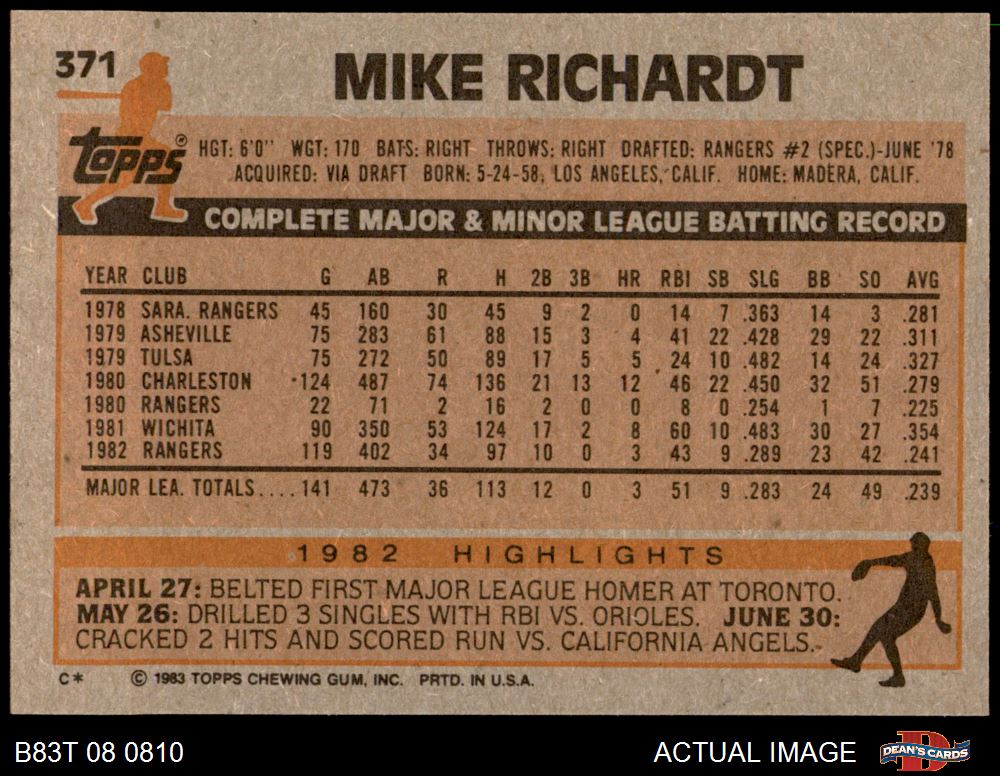 371
MIKE RICHARDT
Topps®
HGT: 6'0" WGT: 170 BATS: RIGHT THROWS: RIGHT DRAFTED: RANGERS #2 (SPEC.)-JUNE '78
ACQUIRED: VIA DRAFT BORN: 5-24-58, LOS ANGELES, CALIF. HOME: MADERA, CALIF.
COMPLETE MAJOR & MINOR LEAGUE BATTING RECORD
YEAR CLUB G AB R H 2B 3B HR RBI SB SLG BB SO AVG
1978 SARA. RANGERS 45 160 30 45 9 2 0 14 7 .363 14 3 .281
1979 ASHEVILLE 75 283 61 88 15 3 4 41 22 .428 29 22 .311
1979 TULSA 75 272 50 89 17 5 5 24 10 .482 14 24 .327
1980 CHARLESTON 124 487 74 136 21 13 12 46 22 .450 32 51 .279
1980 RANGERS 22 71 2 16 2 0 0 8 0 .254 1 7 .225
1981 WICHITA 90 350 53 124 17 2 8 60 10 .483 30 27 .354
1982 RANGERS 119 402 34 97 10 0 3 43 9 .289 23 42 .241
MAJOR LEA. TOTALS.... 141 473 36 113 12 0 3 51 9 .283 24 49 .239
1982 HIGHLIGHTS
APRIL 27: BELTED FIRST MAJOR LEAGUE HOMER AT TORONTO.
MAY 26: DRILLED 3 SINGLES WITH RBI VS. ORIOLES. JUNE 30:
CRACKED 2 HITS AND SCORED RUN VS. CALIFORNIA ANGELS.
C* © 1983 TOPPS CHEWING GUM, INC. PRTD. IN U.S.A.
B83T 08 0810 ACTUAL IMAGE DEAN'S CARDS